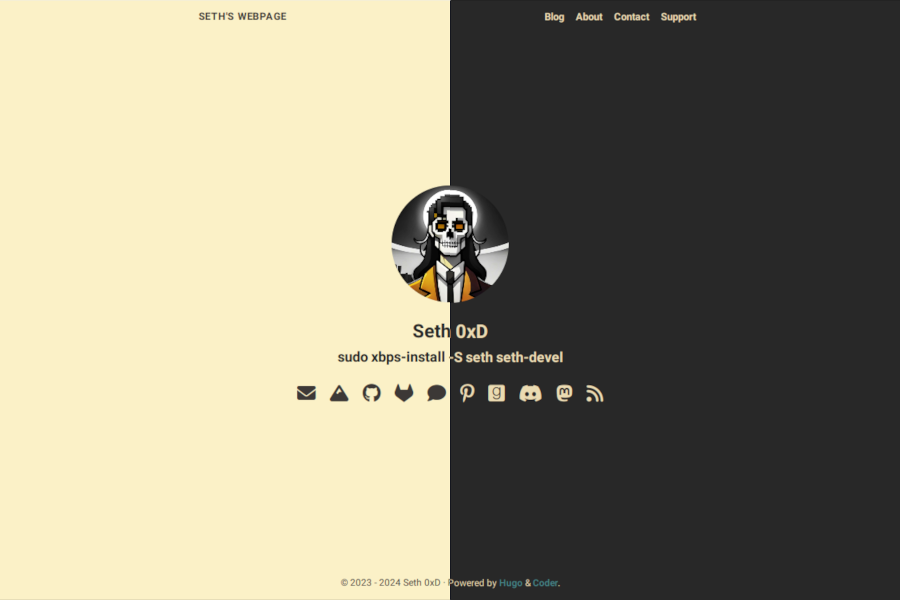 SETH'S WEBPAGE
Blog About Contact Support
Seth 0xD
sudo xbps-install -S seth seth-devel
© 2023 - 2024 Seth 0xD · Powered by Hugo & Coder.